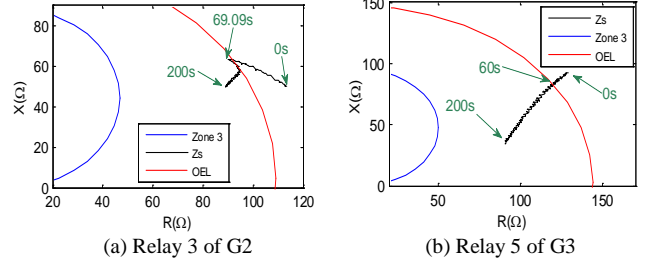 80
60
40
20
0
X(Ω)
20
40
60
80
100
120
R(Ω)
69.09s
0s
200s
Zone 3
Zs
OEL
(a) Relay 3 of G2
150
100
50
0
X(Ω)
50
100
150
R(Ω)
60s
0s
200s
Zone 3
Zs
OEL
(b) Relay 5 of G3